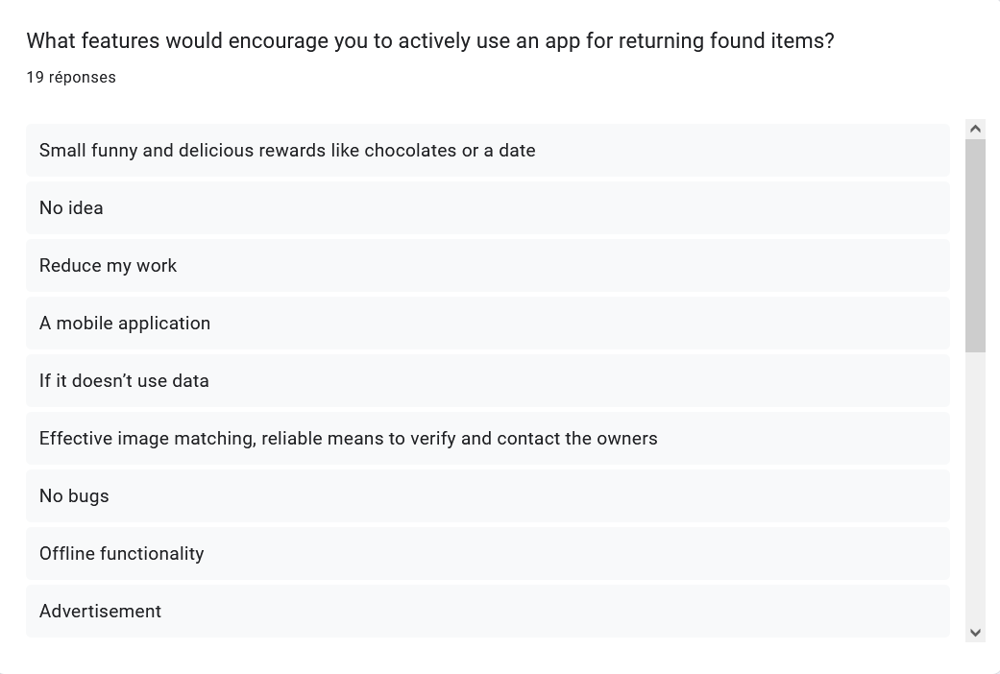 What features would encourage you to actively use an app for returning found items?
19 réponses
Small funny and delicious rewards like chocolates or a date
No idea
Reduce my work
A mobile application
If it doesn’t use data
Effective image matching, reliable means to verify and contact the owners
No bugs
Offline functionality
Advertisement